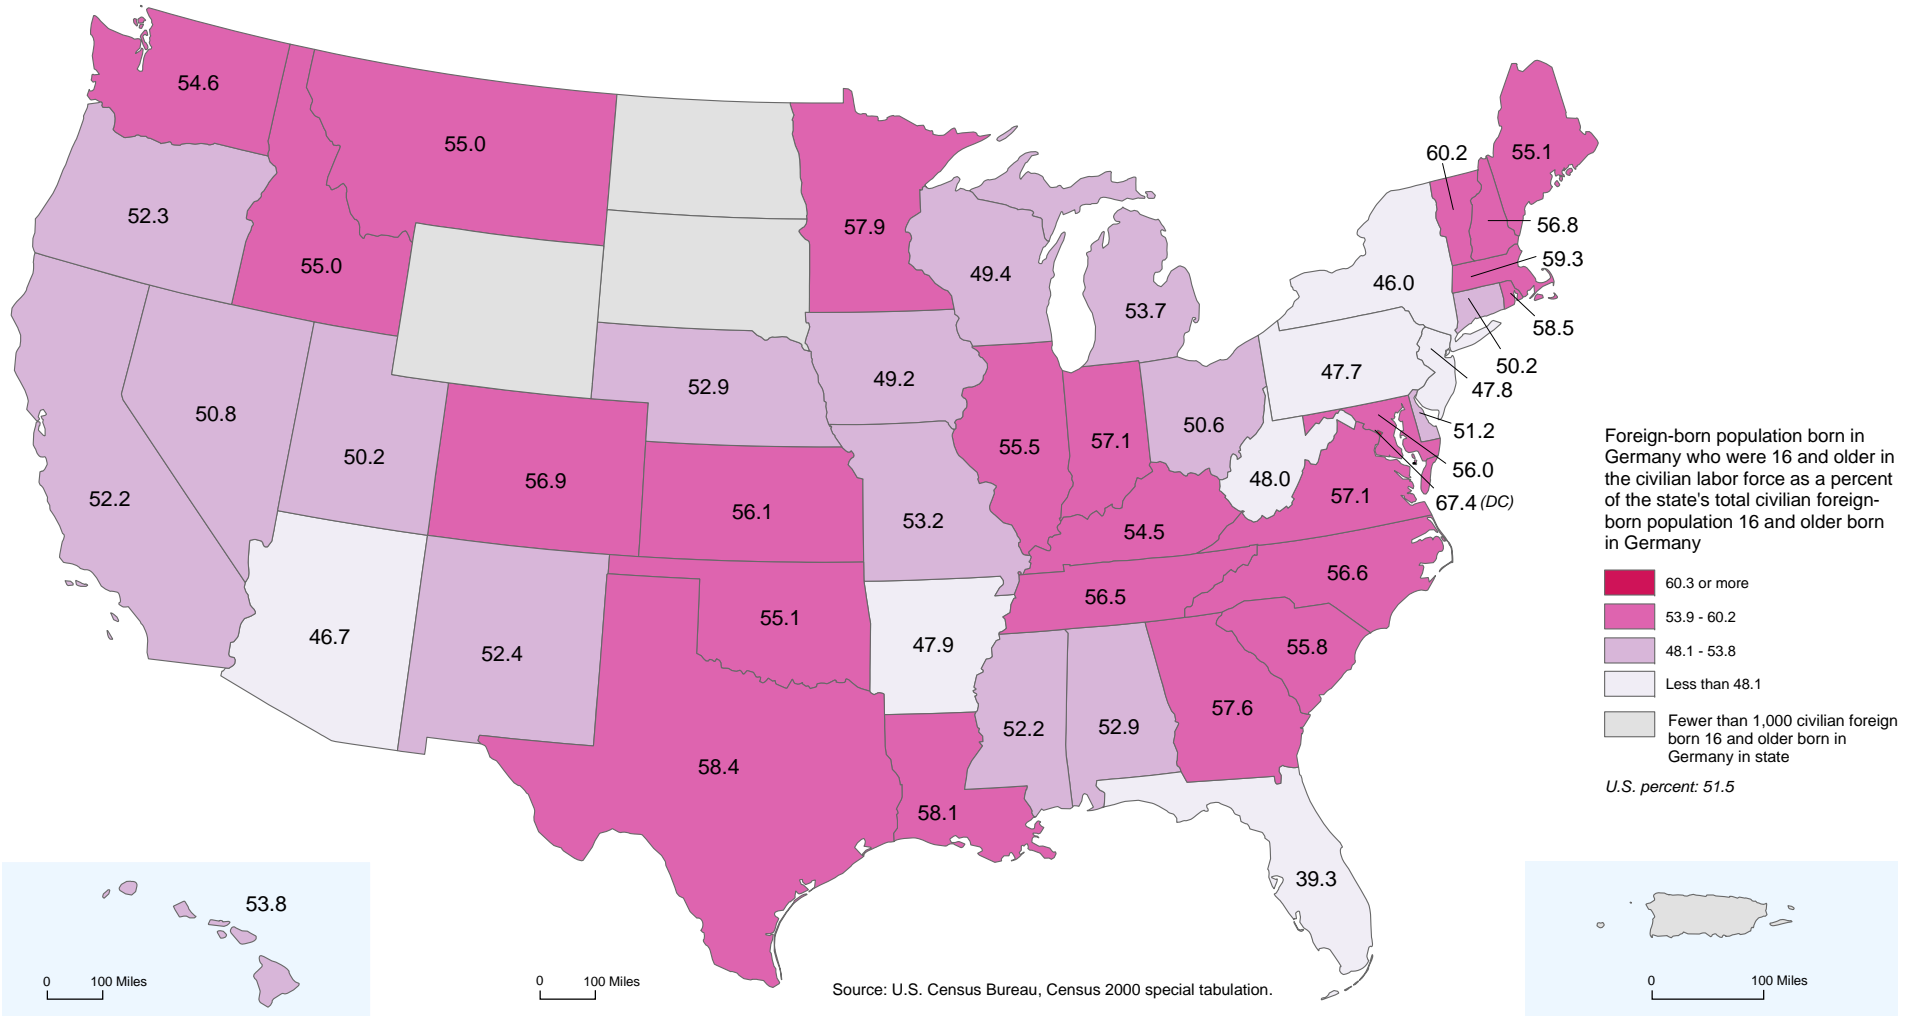 54.6
55.0
60.2
55.1
52.3
57.9
56.8
59.3
55.0
49.4
46.0
53.7
58.5
50.2
47.7
47.8
52.9
49.2
50.8
50.6
51.2
57.1
55.5
50.2
56.9
56.0
48.0
57.1
67.4 (DC)
52.2
56.1
53.2
54.5
56.6
56.5
55.1
46.7
52.4
47.9
55.8
57.6
52.2
52.9
58.4
58.1
39.3
53.8
Foreign-born population born in
Germany who were 16 and older in
the civilian labor force as a percent
of the state's total civilian foreign-
born population 16 and older born
in Germany
60.3 or more
53.9 - 60.2
48.1 - 53.8
Less than 48.1
Fewer than 1,000 civilian foreign
born 16 and older born in
Germany in state
U.S. percent: 51.5
0 100 Miles
0 100 Miles
Source: U.S. Census Bureau, Census 2000 special tabulation.
0 100 Miles